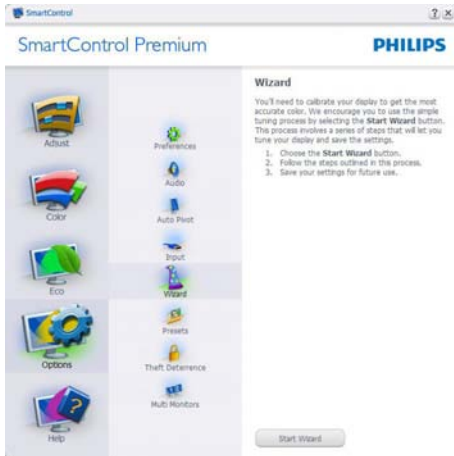 SmartControl
SmartControl Premium
PHILIPS
Adjust
Color
Eco
Options
Help
Preferences
Audio
Auto Pivot
Input
Wizard
Presets
Theft Deterrence
Multi Monitors
Wizard
You'll need to calibrate your display to get the most
accurate color. We encourage you to use the simple
tuning process by selecting the Start Wizard button.
This process involves a series of steps that will let you
tune your display and save the settings.
1. Choose the Start Wizard button.
2. Follow the steps outlined in this process.
3. Save your settings for future use.
Start Wizard